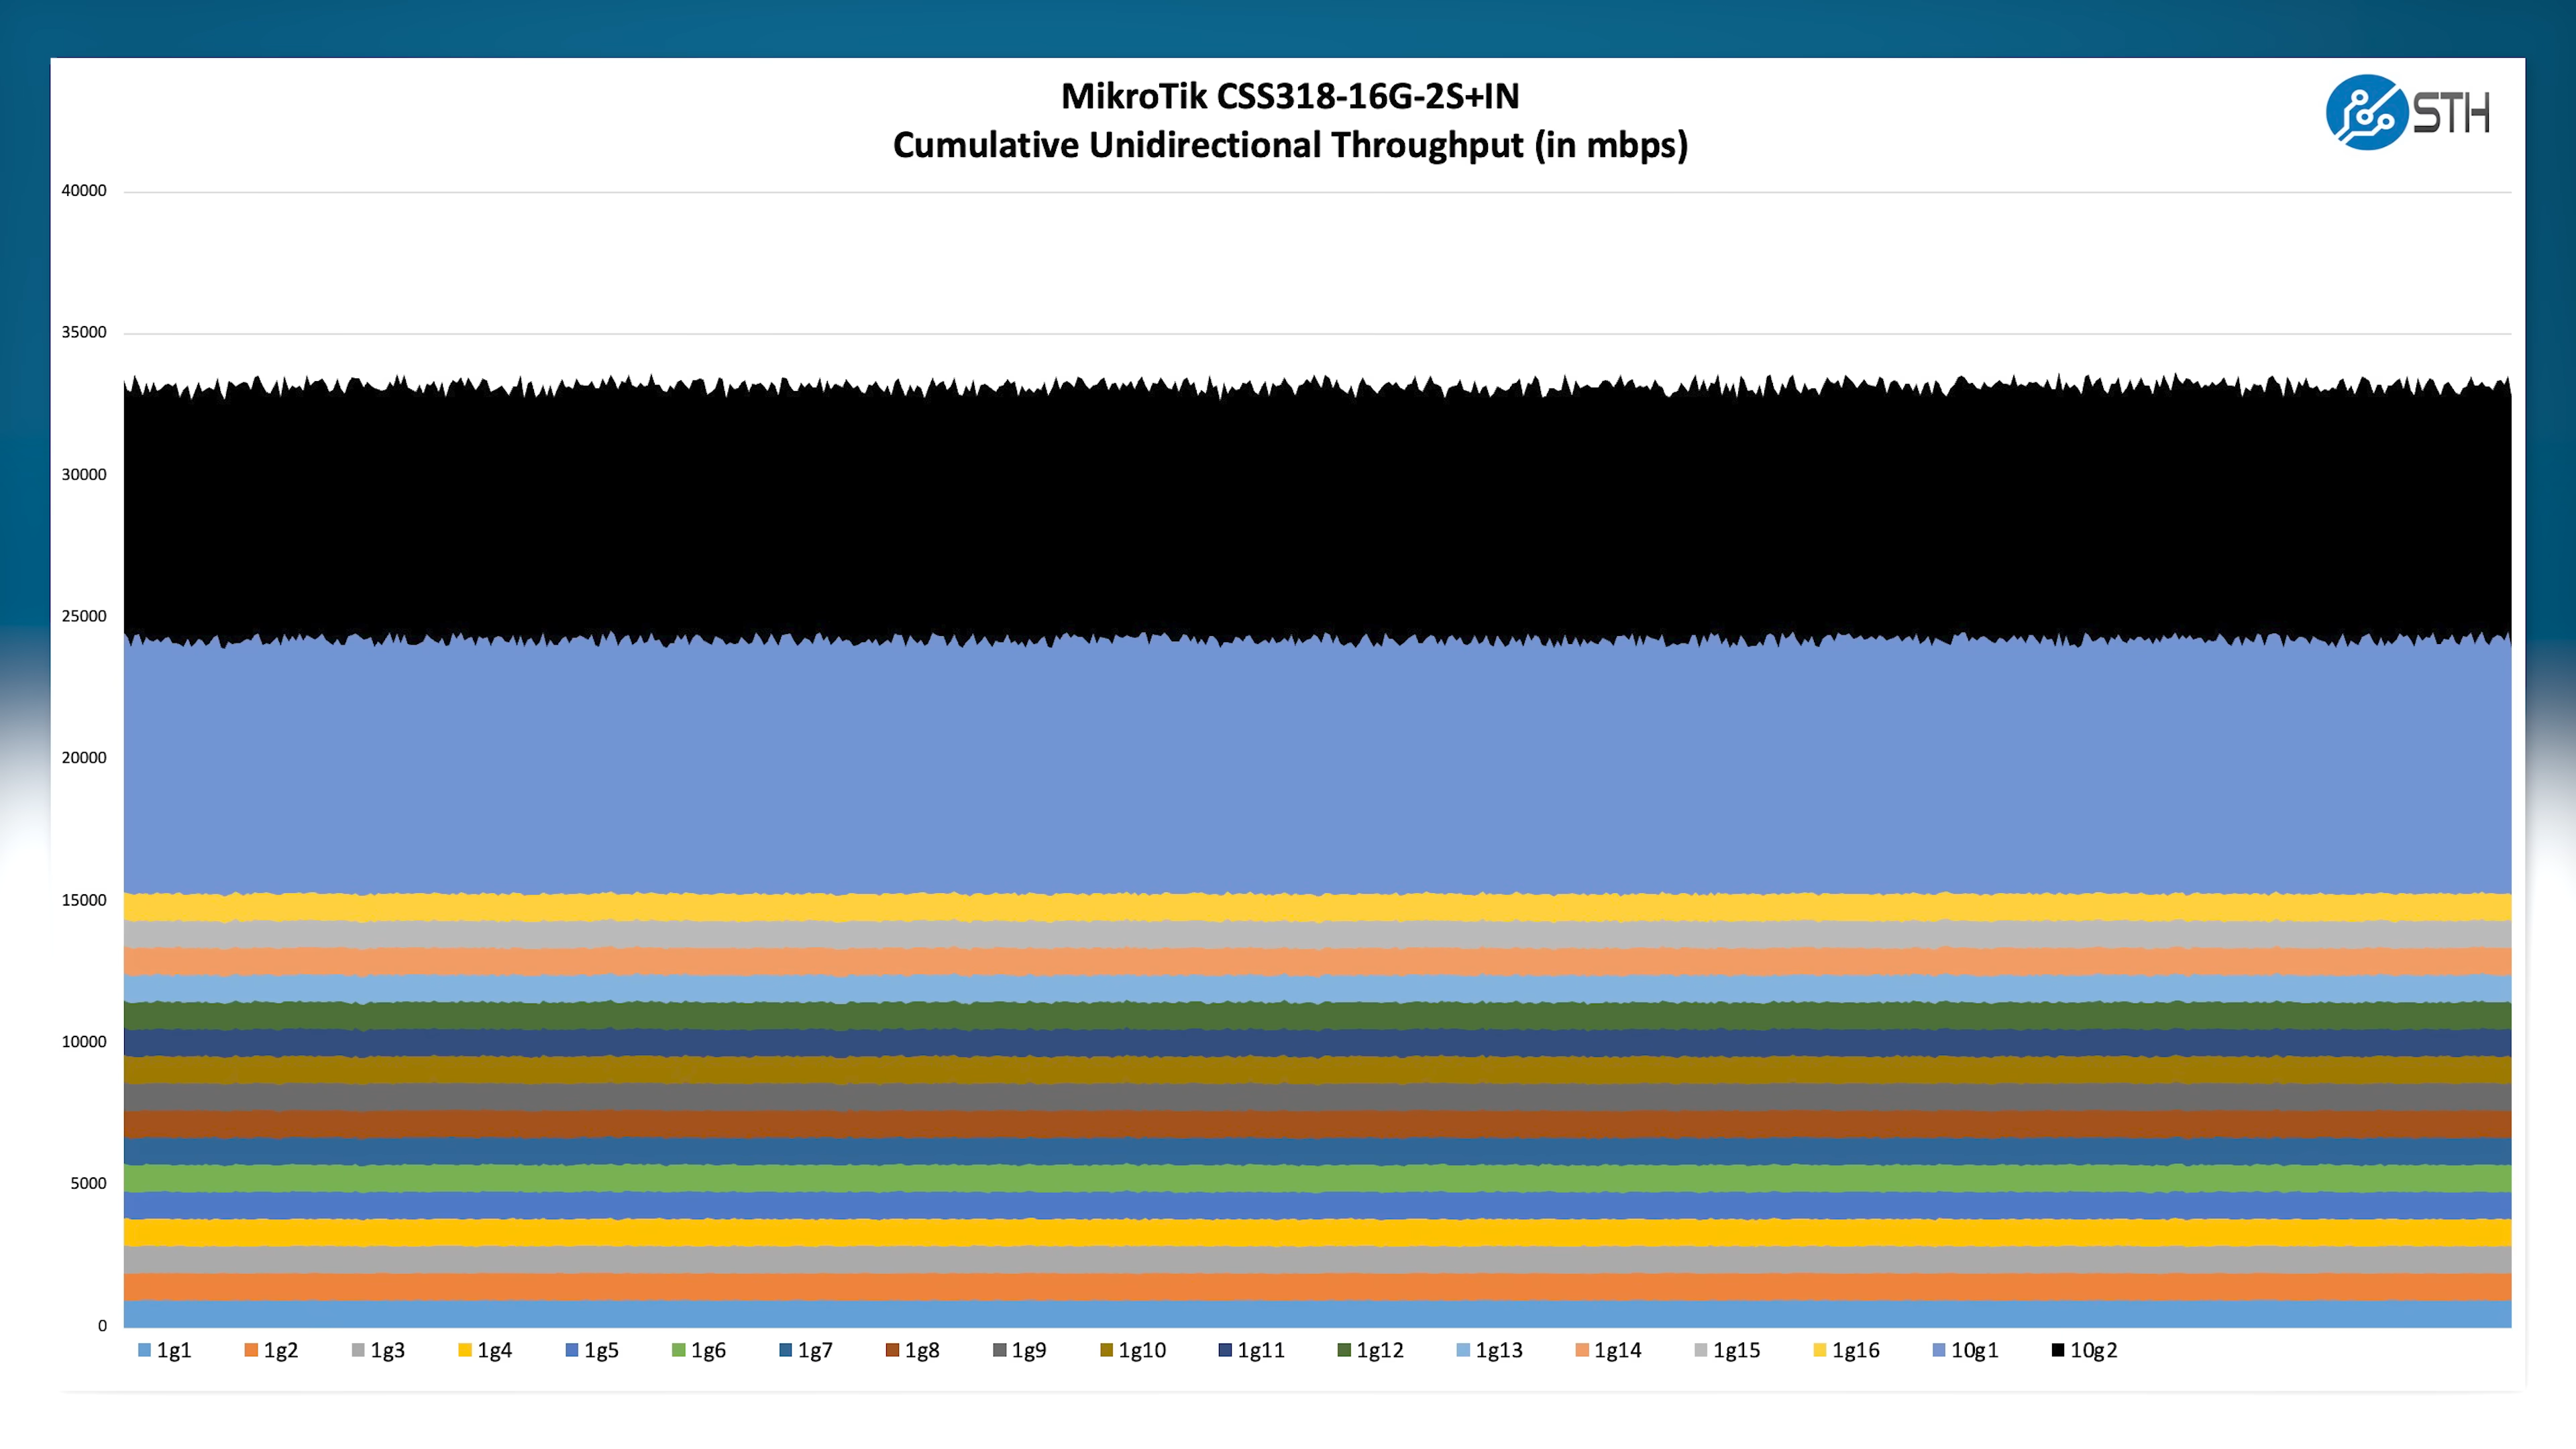 MikroTik CSS318-16G-2S+IN
Cumulative Unidirectional Throughput (in mbps)
STH
40000
35000
30000
25000
20000
15000
10000
5000
0
1g1 1g2 1g3 1g4 1g5 1g6 1g7 1g8 1g9 1g10 1g11 1g12 1g13 1g14 1g15 1g16 10g1 10g2